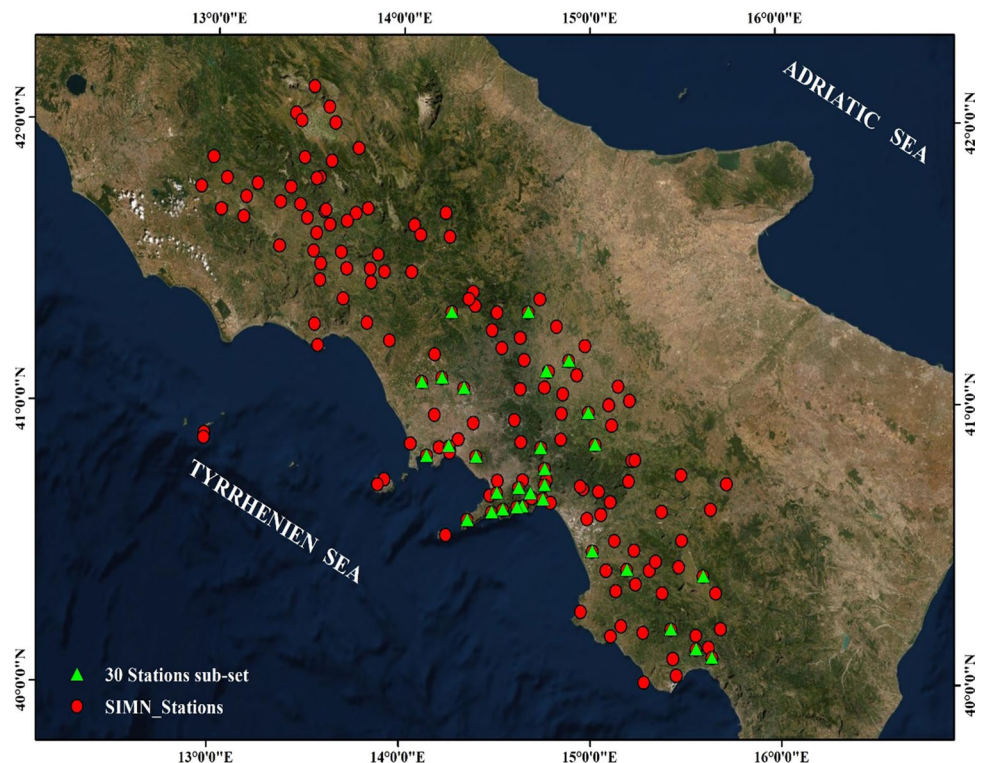 13°0'0"E 14°0'0"E 15°0'0"E 16°0'0"E
42°0'0"N
42°0'0"N
ADRIATIC SEA
41°0'0"N
41°0'0"N
TYRRHENIEN SEA
30 Stations sub-set
SIMN_Stations
40°0'0"N
40°0'0"N
13°0'0"E 14°0'0"E 15°0'0"E 16°0'0"E